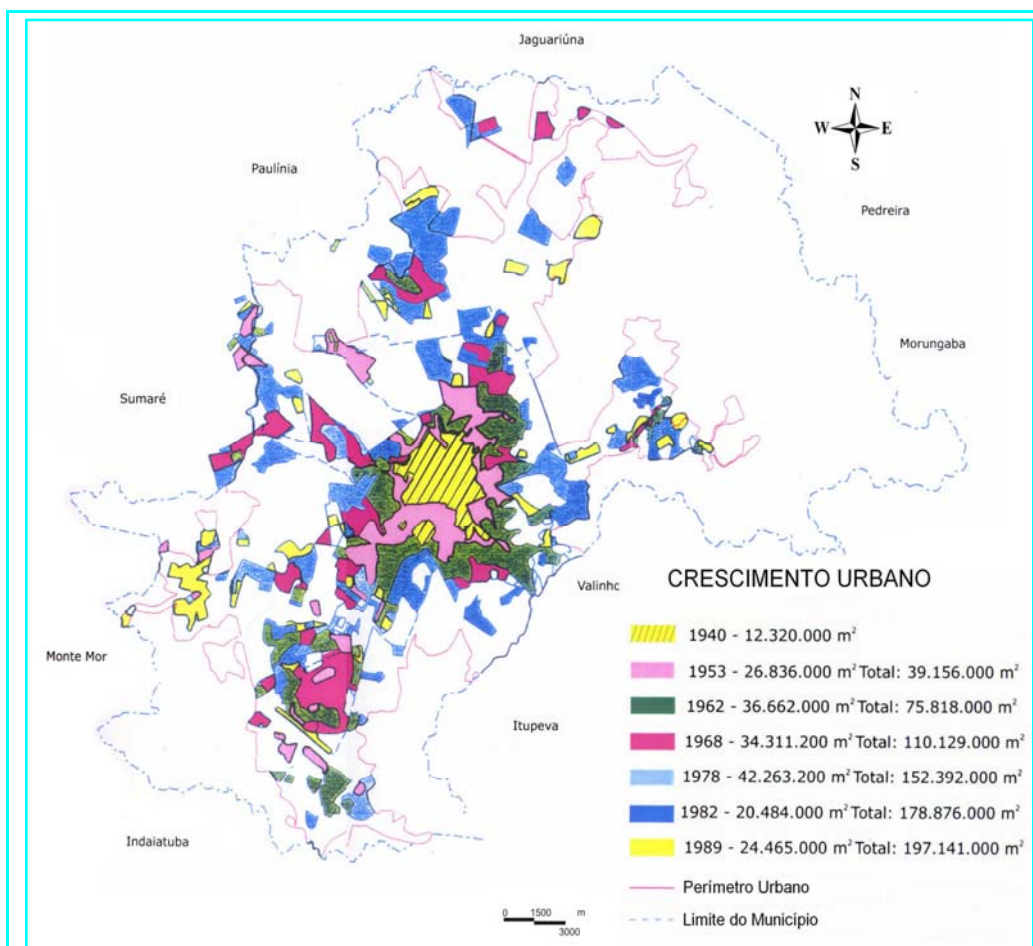 Jaguariúna
N
W E
S
Paulínia
Pedreira
Morungaba
Sumaré
Valinhc
CRESCIMENTO URBANO
1940 - 12.320.000 m²
1953 - 26.836.000 m² Total: 39.156.000 m²
1962 - 36.662.000 m² Total: 75.818.000 m²
1968 - 34.311.200 m² Total: 110.129.000 m²
1978 - 42.263.200 m² Total: 152.392.000 m²
1982 - 20.484.000 m² Total: 178.876.000 m²
1989 - 24.465.000 m² Total: 197.141.000 m²
Perímetro Urbano
Limite do Município
Monte Mor
Itupeva
Indaiatuba
0 1500 m
3000